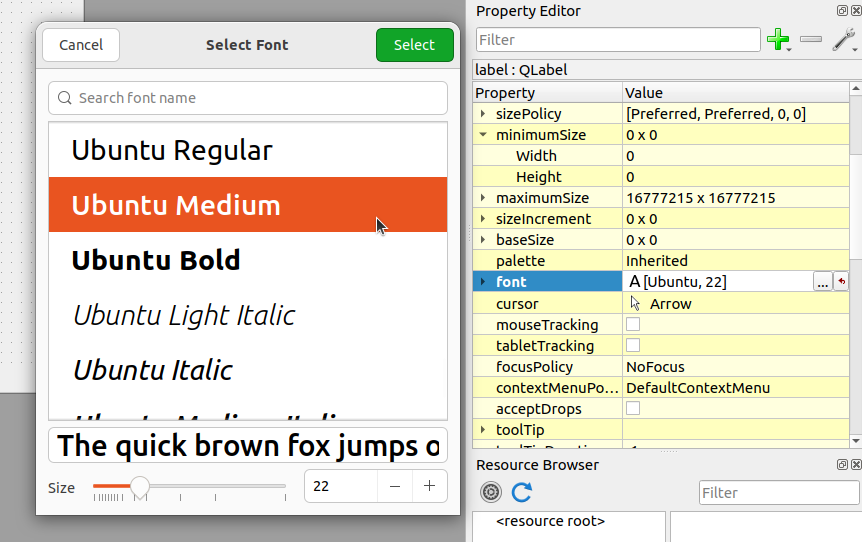 Cancel
Select Font
Select
Search font name
Ubuntu Regular
Ubuntu Medium
Ubuntu Bold
Ubuntu Light Italic
Ubuntu Italic
The quick brown fox jumps o
Size
22
Property Editor
Filter
label : QLabel
Property Value
sizePolicy [Preferred, Preferred, 0, 0]
minimumSize 0 x 0
Width 0
Height 0
maximumSize 16777215 x 16777215
sizeIncrement 0 x 0
baseSize 0 x 0
palette Inherited
font A [Ubuntu, 22] ...
cursor Arrow
mouseTracking
tabletTracking
focusPolicy NoFocus
contextMenuPo... DefaultContextMenu
acceptDrops
toolTip
Resource Browser
Filter
<resource root>